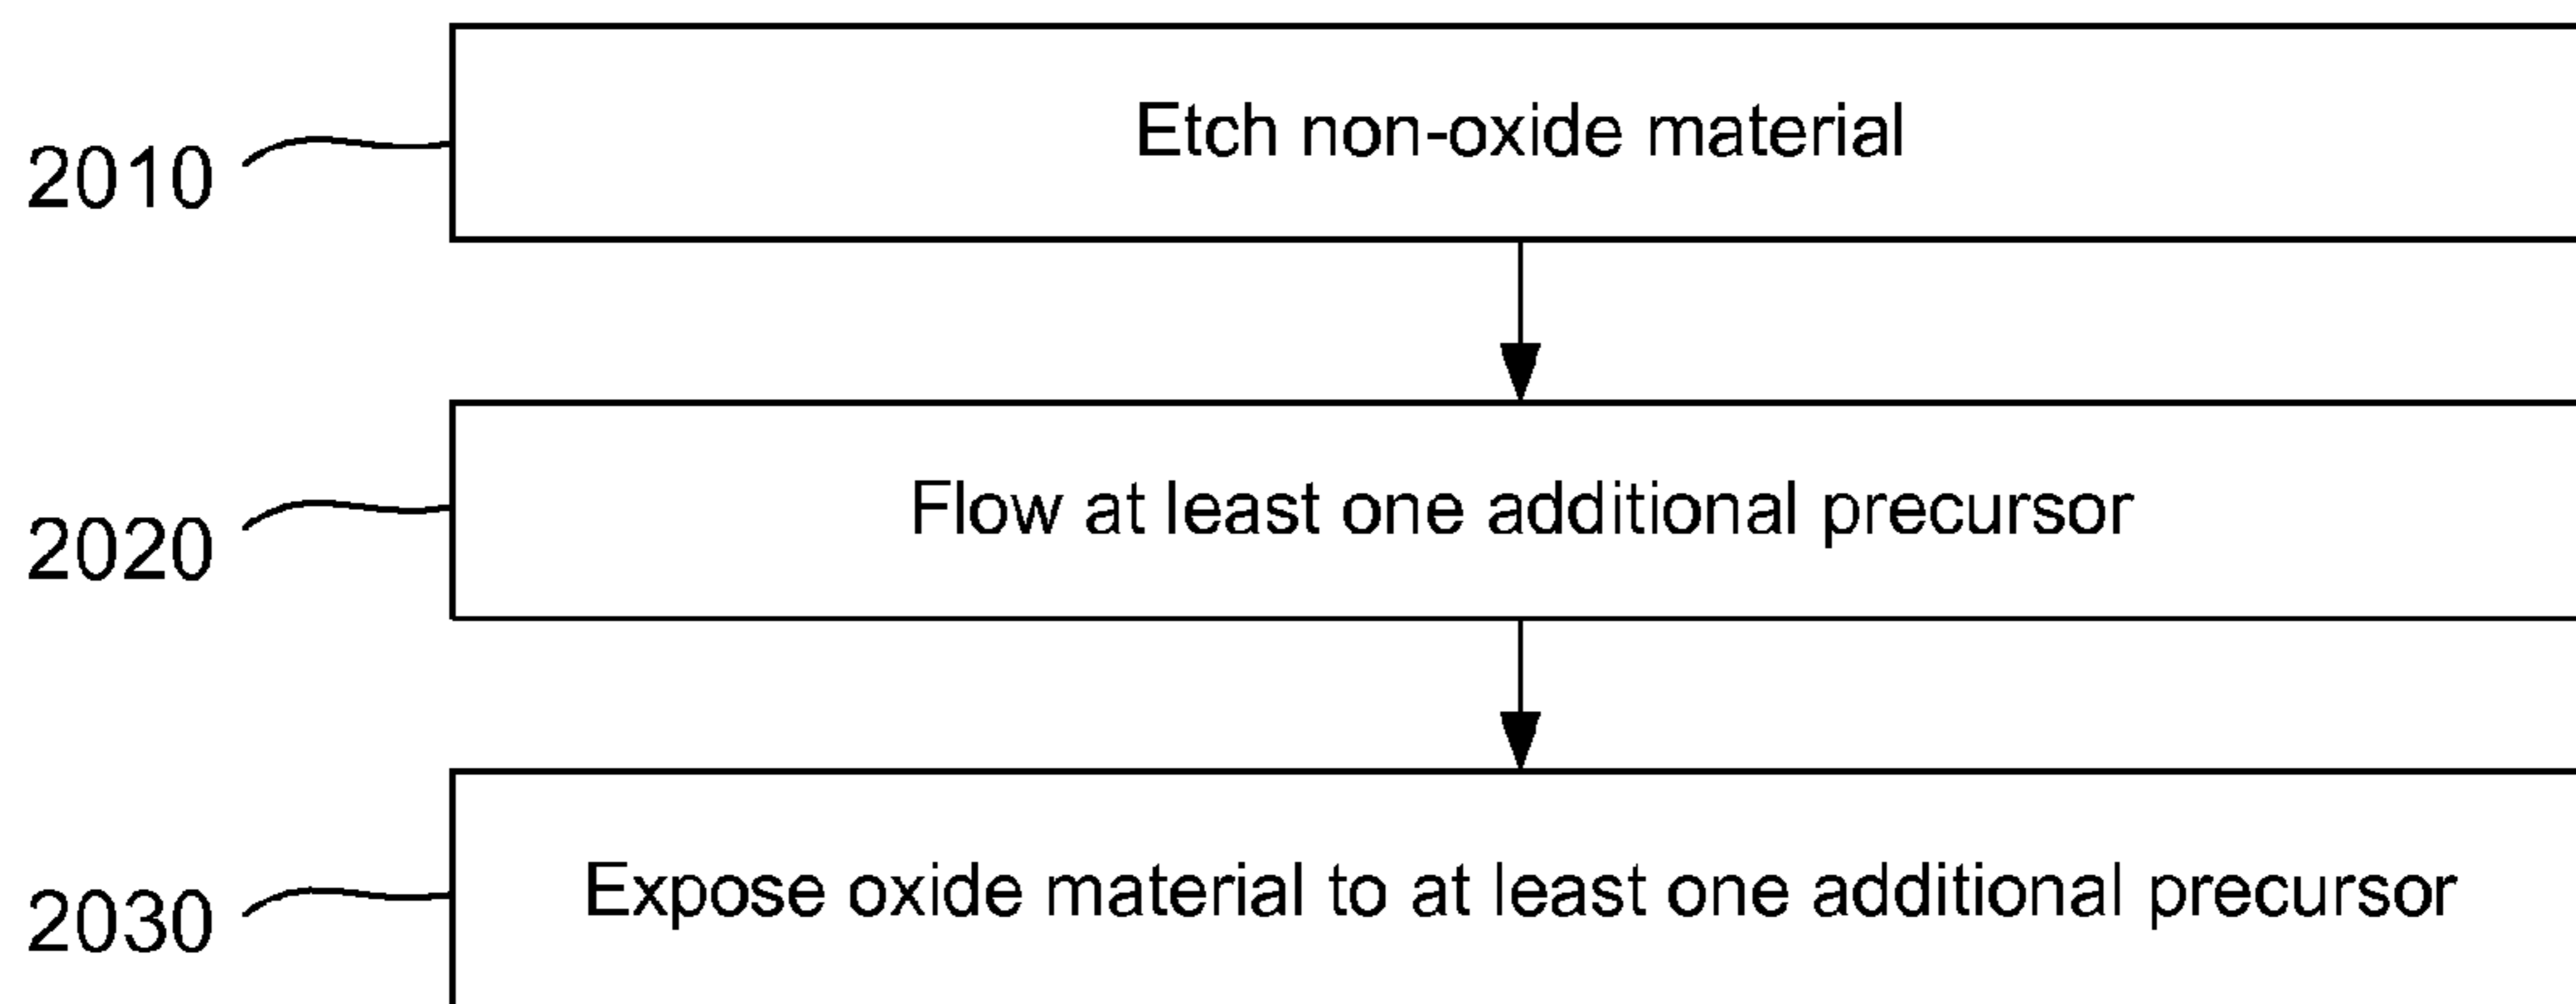 2010 Etch non-oxide material
2020 Flow at least one additional precursor
2030 Expose oxide material to at least one additional precursor